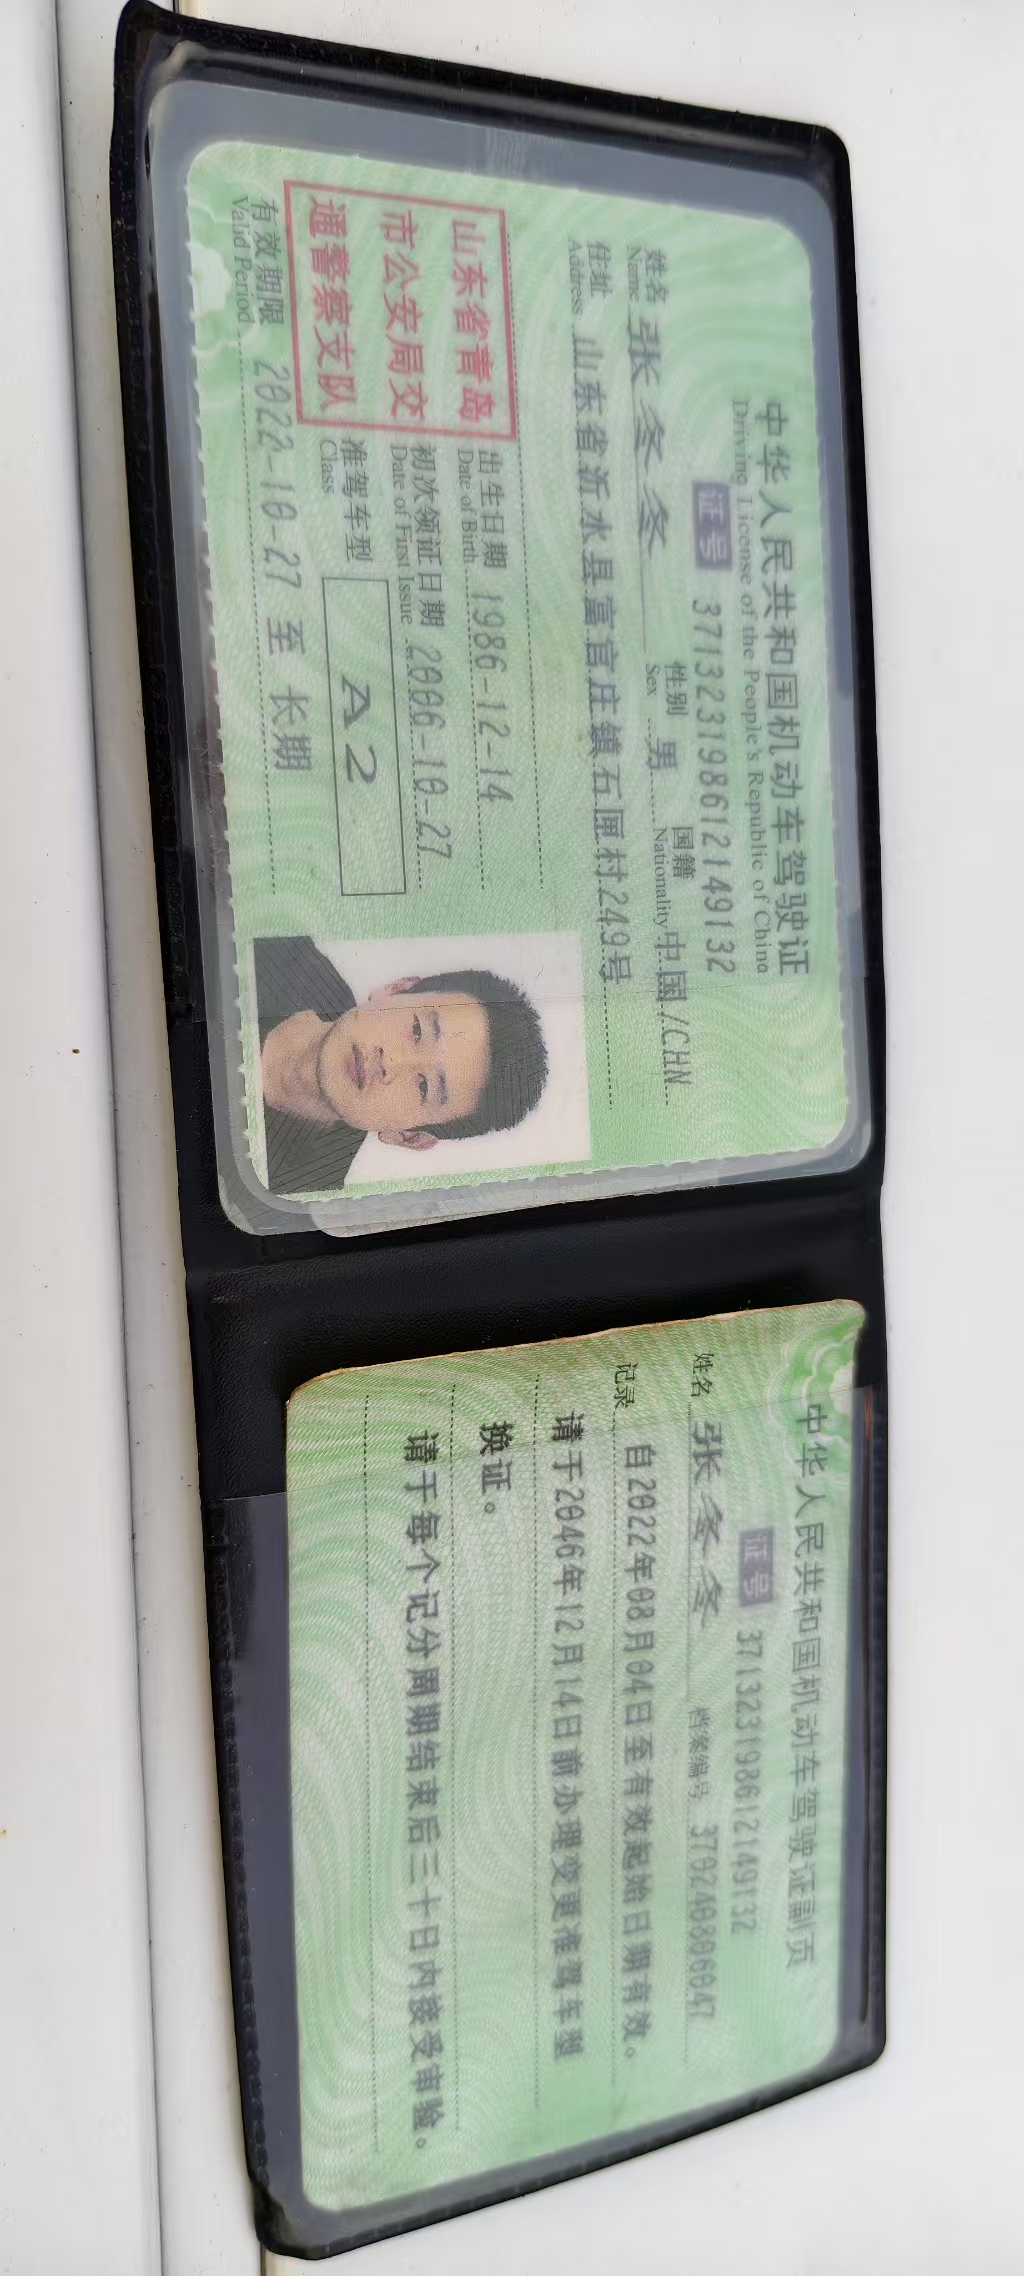 中华人民共和国机动车驾驶证
Driving License of the People's Republic of China
证号 371323198612149132
姓名 张冬冬 性别 男 国籍 中国/CHN
Name Sex Nationality
住址 山东省沂水县富官庄镇石匣村249号
Address
山东省青岛
市公安局交
通警察支队
出生日期 1986-12-14
Date of Birth
初次领证日期 2006-10-27
Date of First Issue
准驾车型 A2
Class
有效期限 2022-10-27 至 长期
Valid Period
中华人民共和国机动车驾驶证副页
证号 371323198612149132
姓名 张冬冬 档案编号 370240806047
记录 自2022年08月04日至有效起始日期有效。
请于2046年12月14日前办理变更准驾车型
换证。
请于每个记分周期结束后三十日内接受审验。